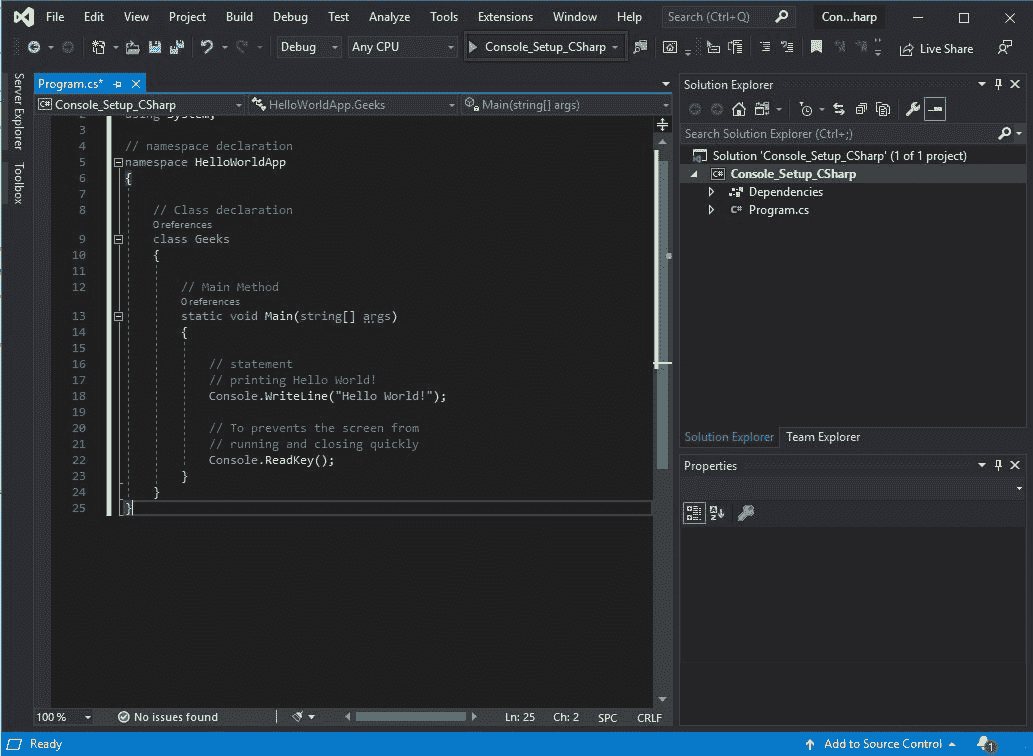 File Edit View Project Build Debug Test Analyze Tools Extensions Window Help Search (Ctrl+Q) Con...harp
Debug Any CPU Console_Setup_CSharp Live Share
Server Explorer
Toolbox
Program.cs*
C# Console_Setup_CSharp HelloWorldApp.Geeks Main(string[] args)
2 using System;
3
4 // namespace declaration
5 namespace HelloWorldApp
6 {
7
8 // Class declaration
0 references
9 class Geeks
10 {
11
12 // Main Method
0 references
13 static void Main(string[] args)
14 {
15
16 // statement
17 // printing Hello World!
18 Console.WriteLine("Hello World!");
19
20 // To prevents the screen from
21 // running and closing quickly
22 Console.ReadKey();
23 }
24 }
25 }
100 % No issues found Ln: 25 Ch: 2 SPC CRLF
Solution Explorer
Search Solution Explorer (Ctrl+;)
Solution 'Console_Setup_CSharp' (1 of 1 project)
C# Console_Setup_CSharp
Dependencies
C# Program.cs
Solution Explorer Team Explorer
Properties
Ready Add to Source Control 1